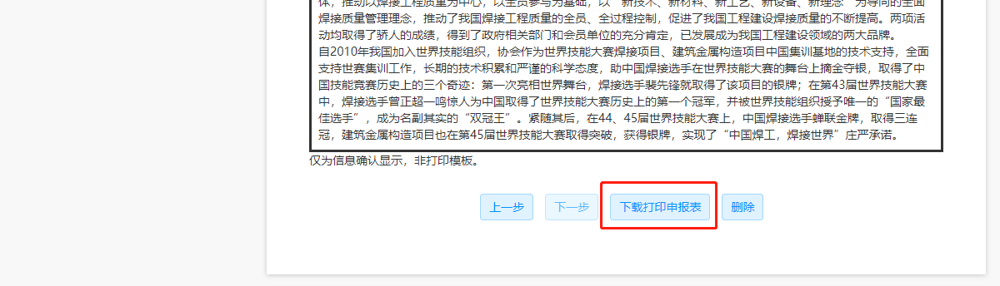 体，推动以焊接工程质量为中心，以全员参与为基础，以“新技术、新材料、新工艺、新设备、新理念”为导向的全面
焊接质量管理理念，推动了我国焊接工程质量的全员、全过程控制，促进了我国工程建设焊接质量的不断提高。两项活
动均取得了骄人的成绩，得到了政府相关部门和会员单位的充分肯定，已发展成为我国工程建设领域的两大品牌。
自2010年我国加入世界技能组织，协会作为世界技能大赛焊接项目、建筑金属构造项目中国集训基地的技术支持，全面
支持世赛集训工作，长期的技术积累和严谨的科学态度，助中国焊接选手在世界技能大赛的舞台上摘金夺银，取得了中
国技能竞赛历史上的三个奇迹：第一次亮相世界舞台，焊接选手裴先锋就取得了该项目的银牌；在第43届世界技能大赛
中，焊接选手曾正超一鸣惊人为中国取得了世界技能大赛历史上的第一个冠军，并被世界技能组织授予唯一的“国家最
佳选手”，成为名副其实的“双冠王”。紧随其后，在44、45届世界技能大赛上，中国焊接选手蝉联金牌，取得三连
冠，建筑金属构造项目也在第45届世界技能大赛取得突破，获得银牌，实现了“中国焊工，焊接世界”庄严承诺。
仅为信息确认显示，非打印模板。
上一步 下一步 下载打印申报表 删除